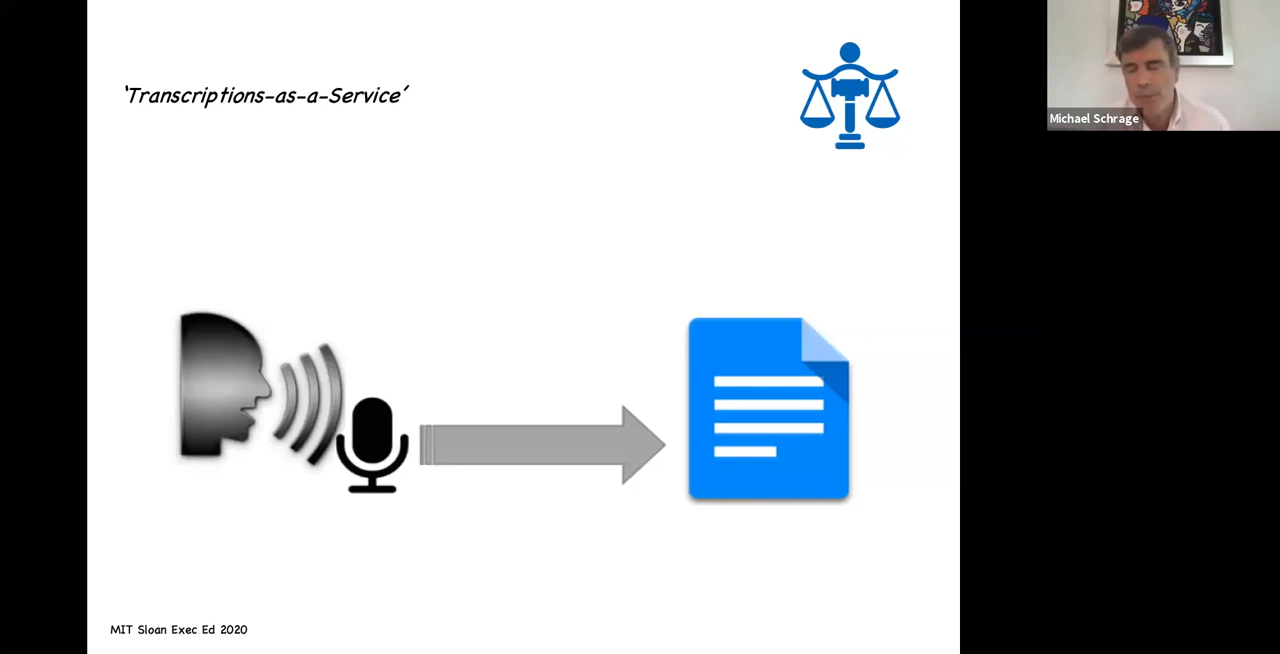 ‘Transcriptions-as-a-Service’
Michael Schrage
MIT Sloan Exec Ed 2020